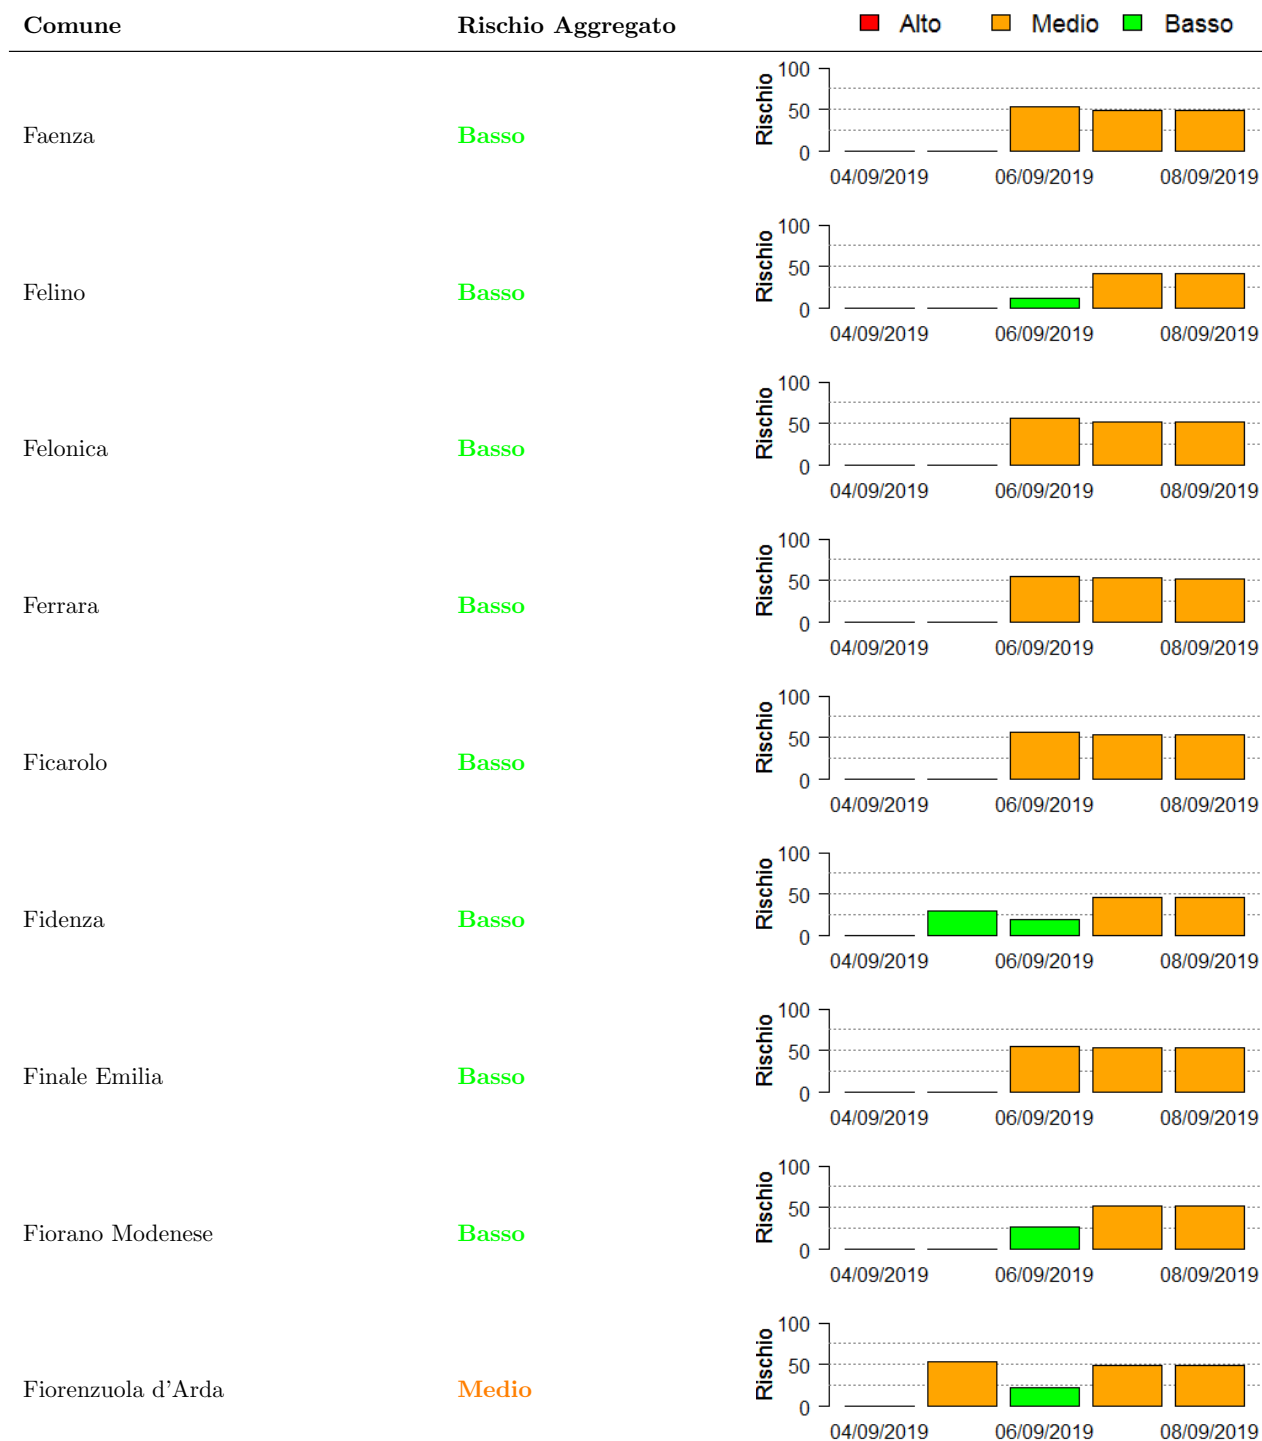 Comune Rischio Aggregato Alto Medio Basso
Faenza Basso Rischio 100 50 0
04/09/2019 06/09/2019 08/09/2019
Felino Basso Rischio 100 50 0
04/09/2019 06/09/2019 08/09/2019
Felonica Basso Rischio 100 50 0
04/09/2019 06/09/2019 08/09/2019
Ferrara Basso Rischio 100 50 0
04/09/2019 06/09/2019 08/09/2019
Ficarolo Basso Rischio 100 50 0
04/09/2019 06/09/2019 08/09/2019
Fidenza Basso Rischio 100 50 0
04/09/2019 06/09/2019 08/09/2019
Finale Emilia Basso Rischio 100 50 0
04/09/2019 06/09/2019 08/09/2019
Fiorano Modenese Basso Rischio 100 50 0
04/09/2019 06/09/2019 08/09/2019
Fiorenzuola d'Arda Medio Rischio 100 50 0
04/09/2019 06/09/2019 08/09/2019